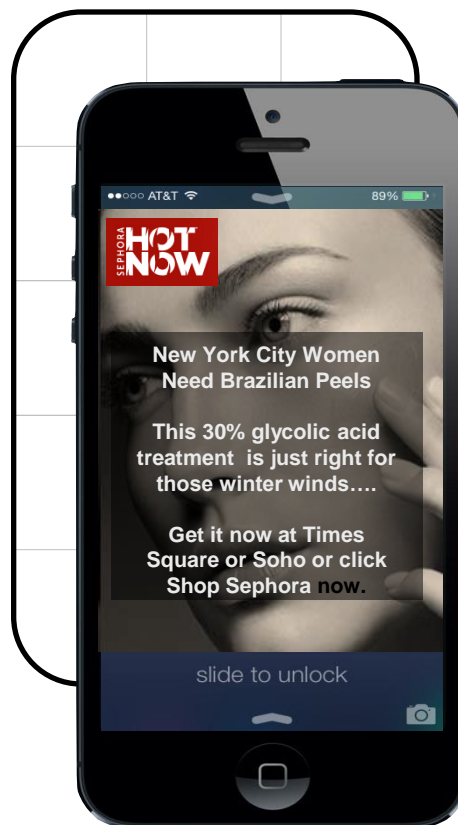 AT&T
89%
SEPHORA
HOT
NOW
New York City Women
Need Brazilian Peels
This 30% glycolic acid
treatment is just right for
those winter winds….
Get it now at Times
Square or Soho or click
Shop Sephora now.
slide to unlock